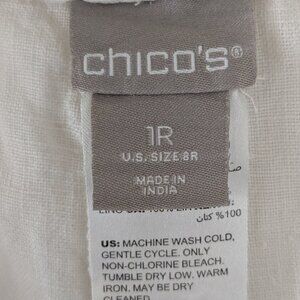 chico's®
1R
U.S. SIZE 8R
MADE IN
INDIA
100% كتان
US: MACHINE WASH COLD,
GENTLE CYCLE. ONLY
NON-CHLORINE BLEACH.
TUMBLE DRY LOW. WARM
IRON. MAY BE DRY
CLEANED